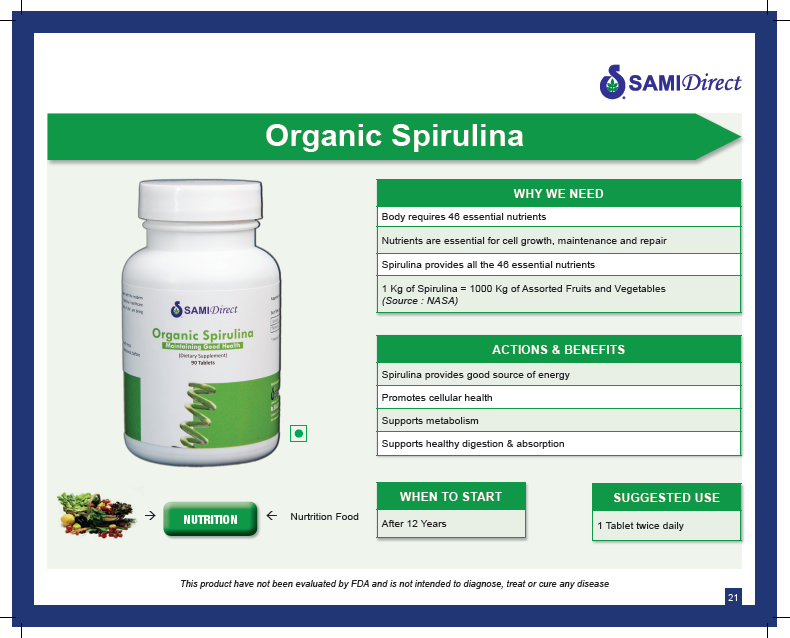 SAMIDirect
Organic Spirulina
WHY WE NEED
Body requires 46 essential nutrients
Nutrients are essential for cell growth, maintenance and repair
Spirulina provides all the 46 essential nutrients
1 Kg of Spirulina = 1000 Kg of Assorted Fruits and Vegetables
(Source : NASA)
SAMIDirect
Organic Spirulina
Maintaining Good Health
(Dietary Supplement)
90 Tablets
ACTIONS & BENEFITS
Spirulina provides good source of energy
Promotes cellular health
Supports metabolism
Supports healthy digestion & absorption
NUTRITION
Nurtrition Food
WHEN TO START
After 12 Years
SUGGESTED USE
1 Tablet twice daily
This product have not been evaluated by FDA and is not intended to diagnose, treat or cure any disease
21